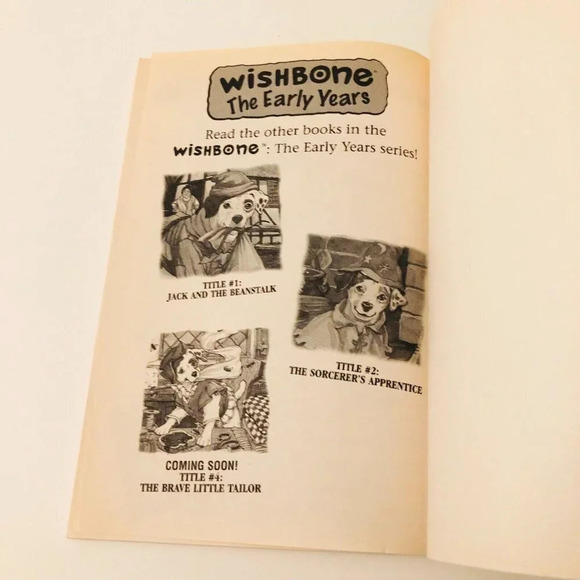 WISHBONE™
The Early Years
Read the other books in the
WISHBONE™: The Early Years series!
TITLE #1:
JACK AND THE BEANSTALK
TITLE #2:
THE SORCERER'S APPRENTICE
COMING SOON!
TITLE #4:
THE BRAVE LITTLE TAILOR